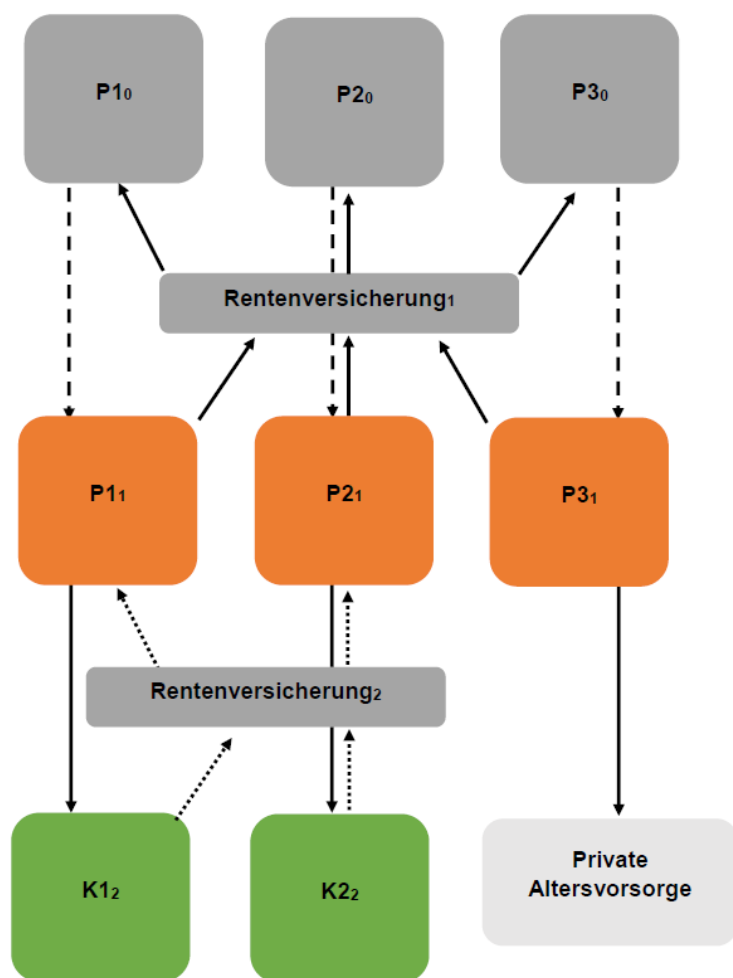 P1₀
P2₀
P3₀
Rentenversicherung₁
P1₁
P2₁
P3₁
Rentenversicherung₂
K1₂
K2₂
Private
Altersvorsorge